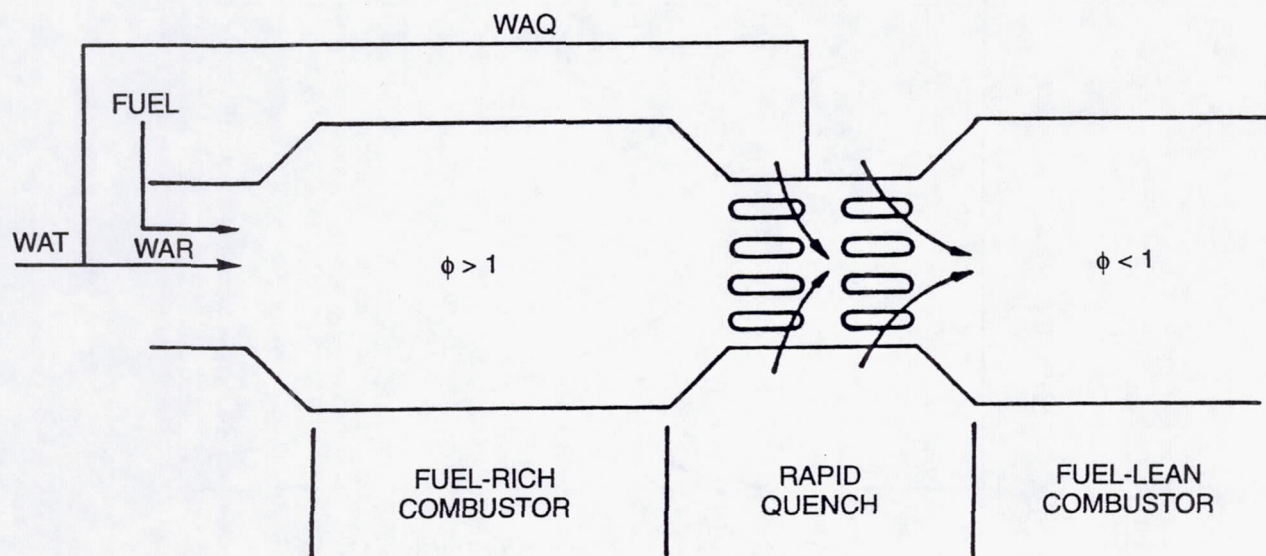 WAQ
FUEL
WAT
WAR
ϕ > 1
ϕ < 1
FUEL-RICH
COMBUSTOR
RAPID
QUENCH
FUEL-LEAN
COMBUSTOR